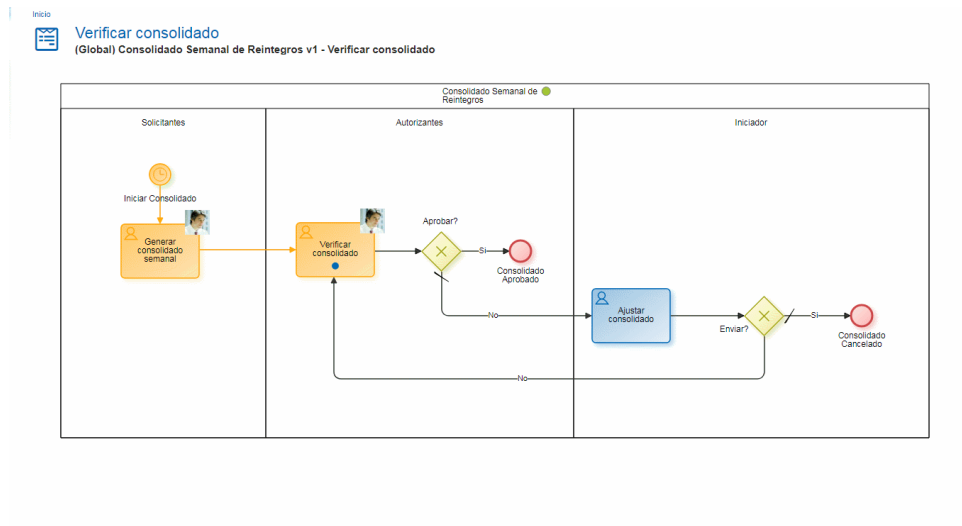 Inicio
Verificar consolidado
(Global) Consolidado Semanal de Reintegros v1 - Verificar consolidado
Consolidado Semanal de
Reintegros
Solicitantes
Autorizantes
Iniciador
Iniciar Consolidado
Generar
consolidado
semanal
Verificar
consolidado
Aprobar?
Si
Consolidado
Aprobado
No
Ajustar
consolidado
Enviar?
Si
Consolidado
Cancelado
No